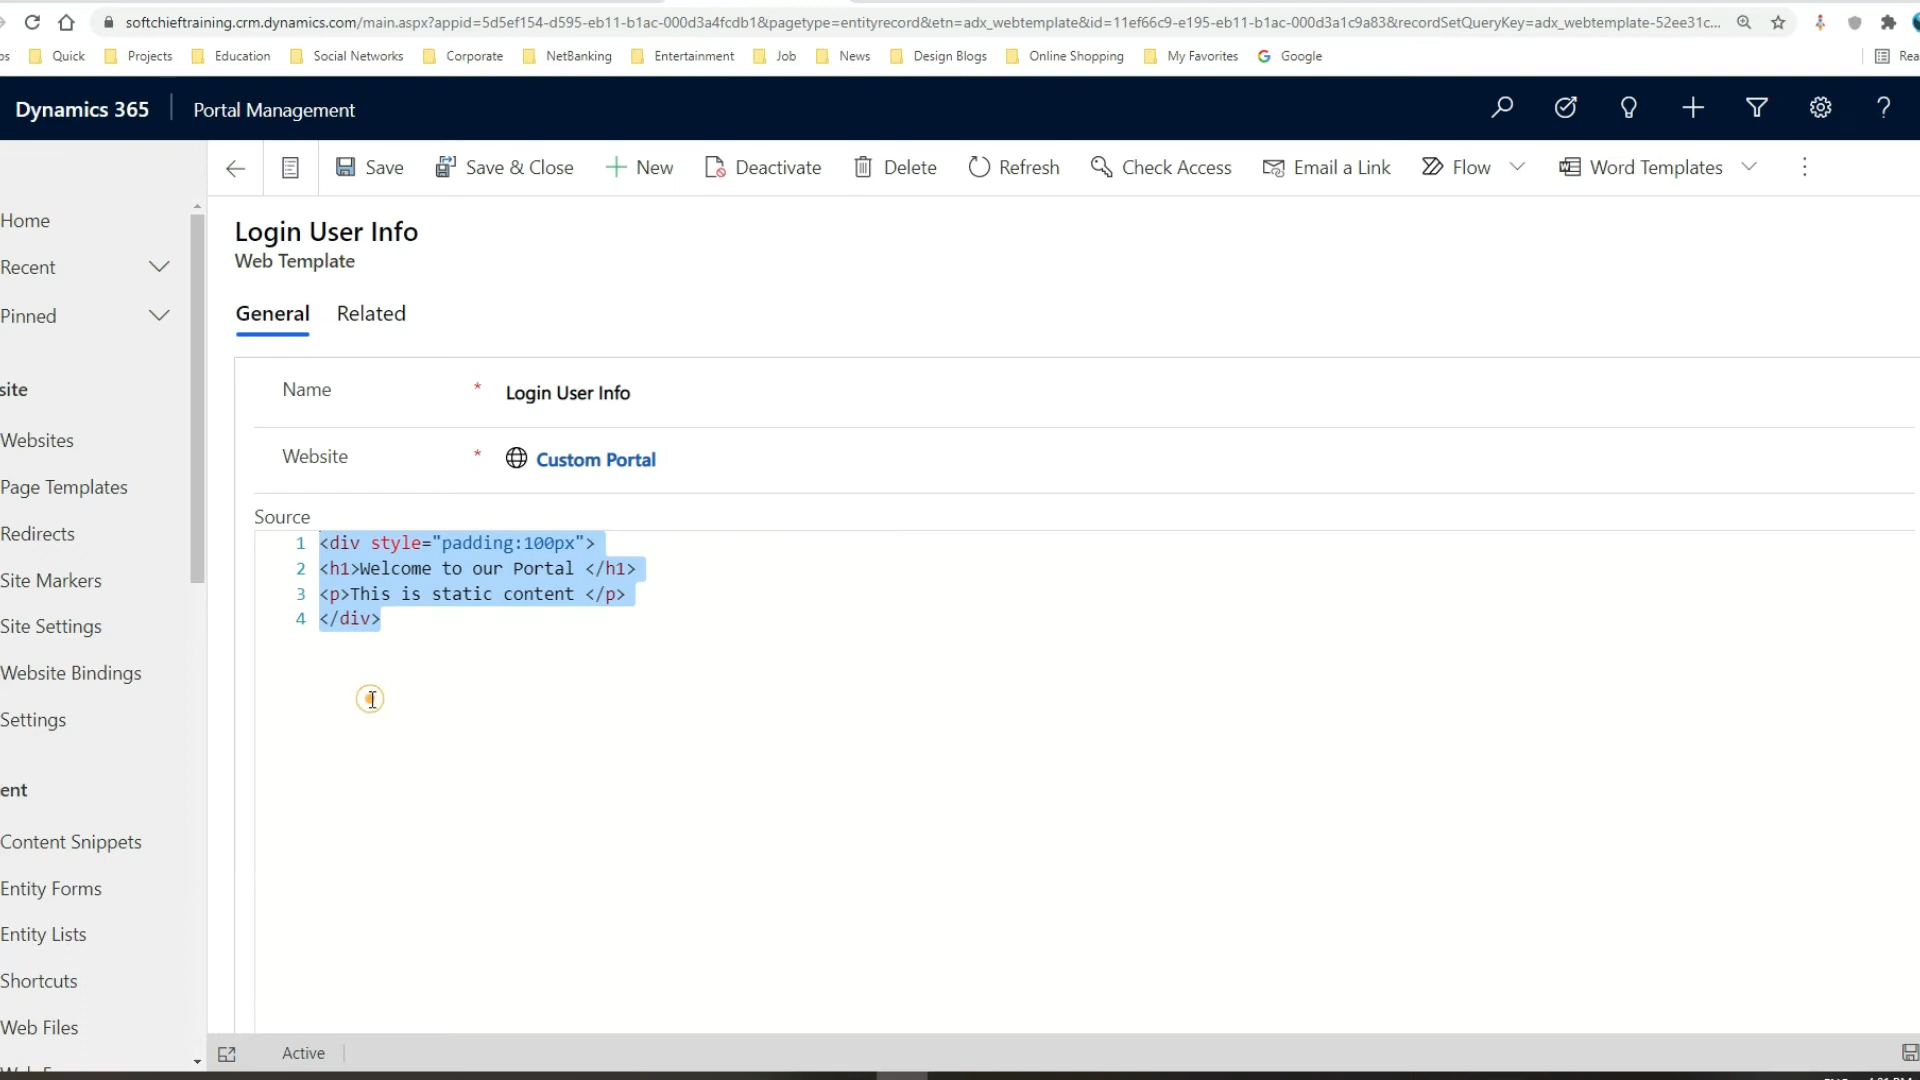 softchieftraining.crm.dynamics.com/main.aspx?appid=5d5ef154-d595-eb11-b1ac-000d3a4fcdb1&pagetype=entityrecord&etn=adx_webtemplate&id=11ef66c9-e195-eb11-b1ac-000d3a1c9a83&recordSetQueryKey=adx_webtemplate-52ee31c...
ps Quick Projects Education Social Networks Corporate NetBanking Entertainment Job News Design Blogs Online Shopping My Favorites Google Rea
Dynamics 365 Portal Management
Save Save & Close New Deactivate Delete Refresh Check Access Email a Link Flow Word Templates
Home
Recent
Pinned
site
Websites
Page Templates
Redirects
Site Markers
Site Settings
Website Bindings
Settings
ent
Content Snippets
Entity Forms
Entity Lists
Shortcuts
Web Files
Login User Info
Web Template
General Related
Name * Login User Info
Website * Custom Portal
Source
1 <div style="padding:100px">
2 <h1>Welcome to our Portal </h1>
3 <p>This is static content </p>
4 </div>
Active